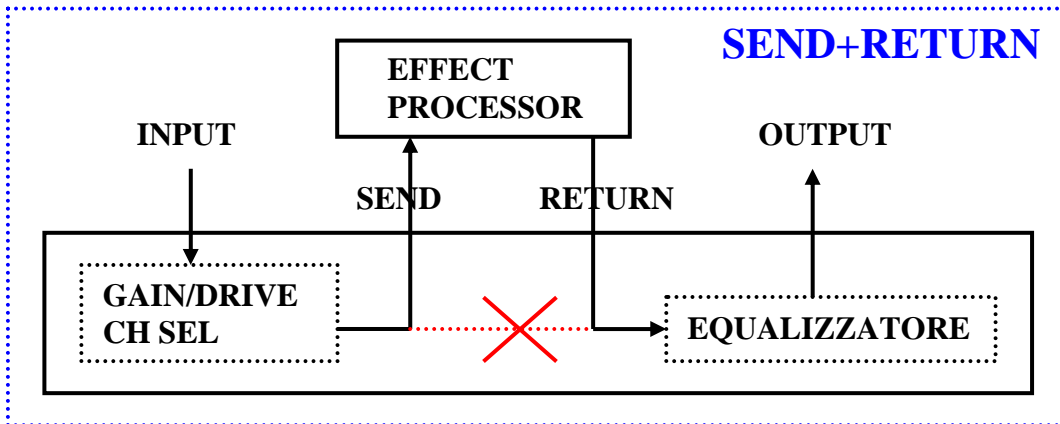 SEND+RETURN
EFFECT
PROCESSOR
INPUT
OUTPUT
SEND
RETURN
GAIN/DRIVE
CH SEL
EQUALIZZATORE